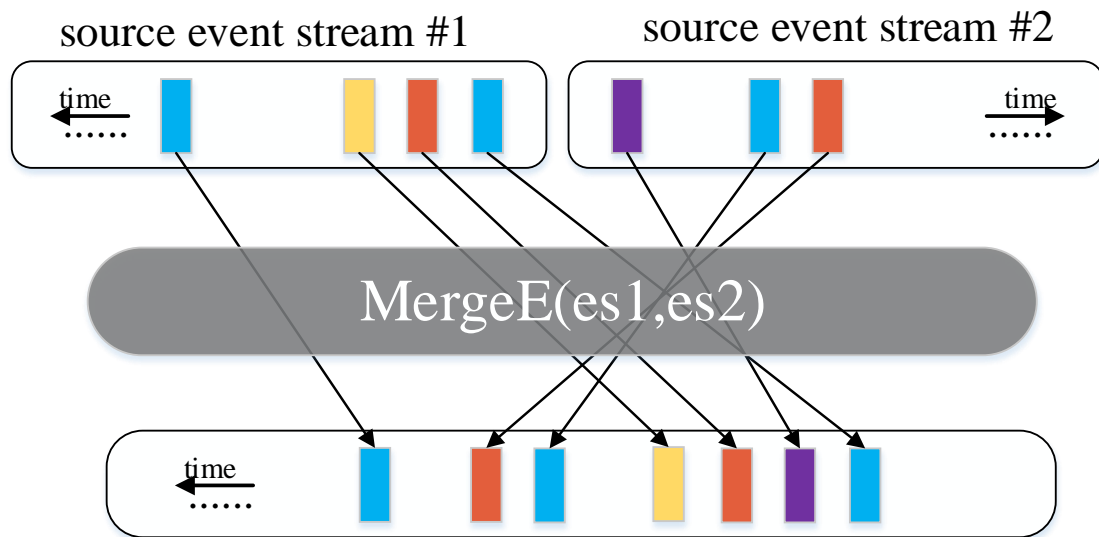 source event stream #1
source event stream #2
time
......
time
......
MergeE(es1,es2)
time
......